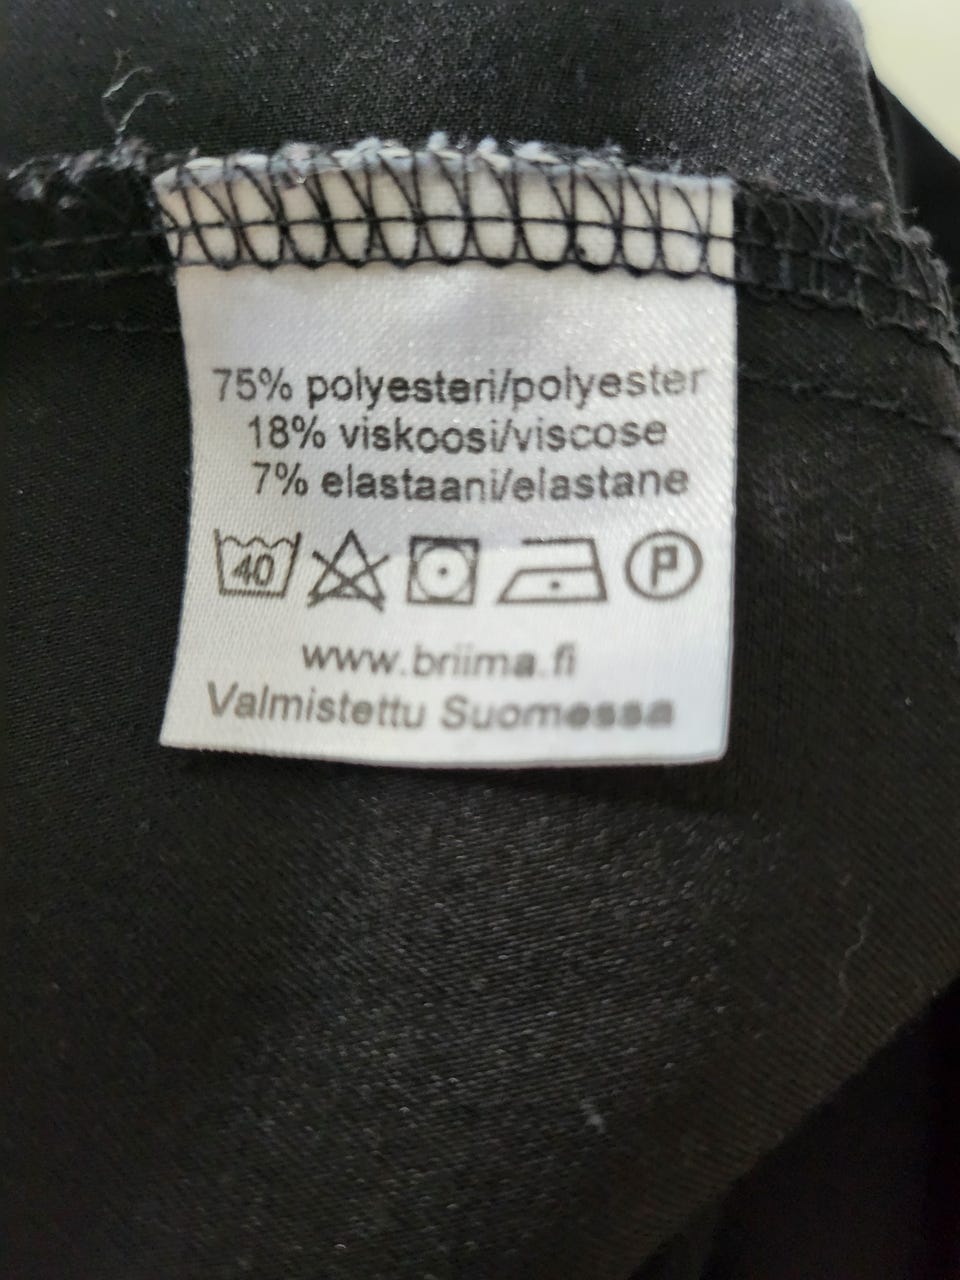 75% polyesteri/polyester
18% viskoosi/viscose
7% elastaani/elastane
40 P
www.briima.fi
Valmistettu Suomessa